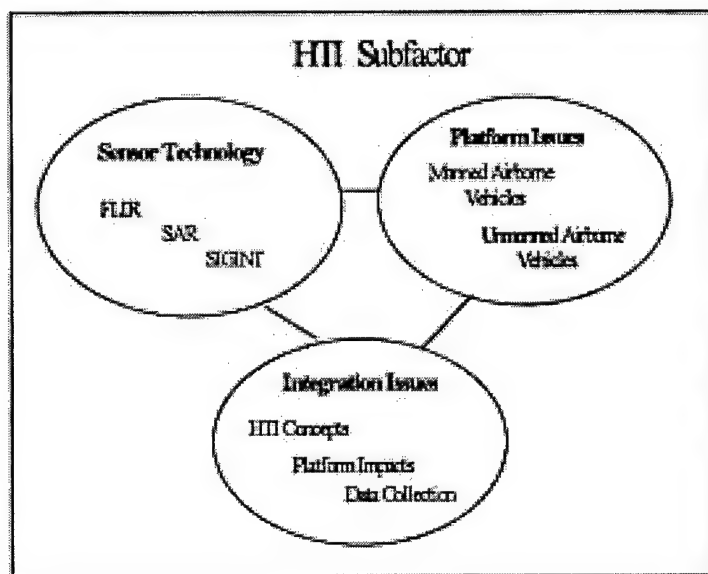 HTI Subfactor
Sensor Technology
FLIR
SAR
SIGINT
Platform Issues
Manned Airborne
Vehicles
Unmanned Airborne
Vehicles
Integration Issues
HTI Concepts
Platform Impacts
Data Collection